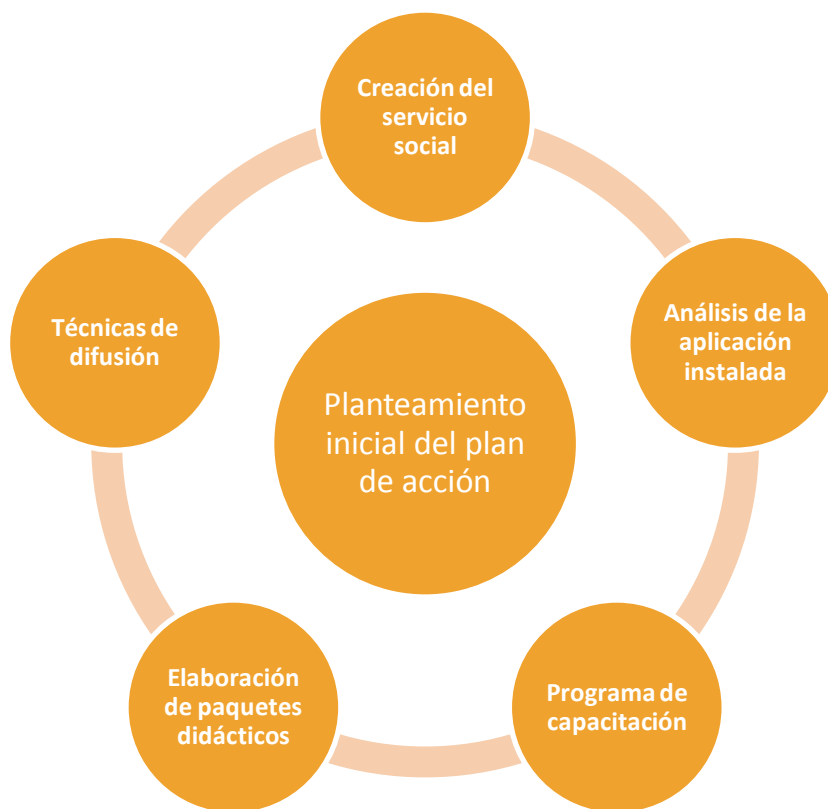 Creación del
servicio
social
Análisis de la
aplicación
instalada
Programa de
capacitación
Elaboración
de paquetes
didácticos
Técnicas de
difusión
Planteamiento
inicial del plan
de acción